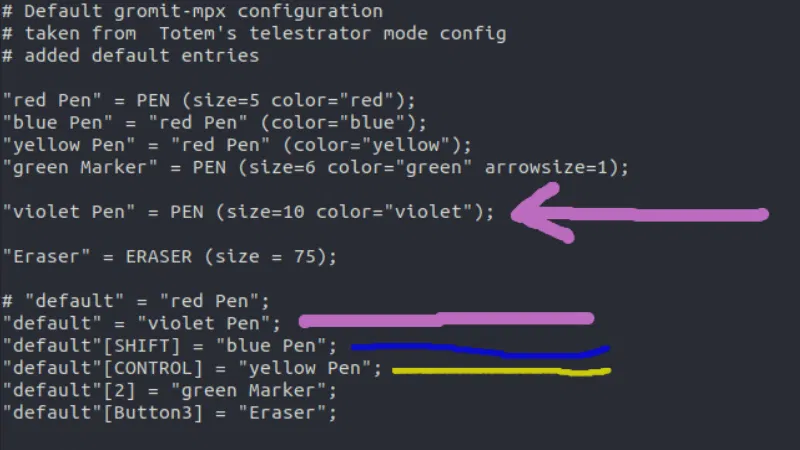 # Default gromit-mpx configuration
# taken from  Totem's telestrator mode config
# added default entries
"red Pen" = PEN (size=5 color="red");
"blue Pen" = "red Pen" (color="blue");
"yellow Pen" = "red Pen" (color="yellow");
"green Marker" = PEN (size=6 color="green" arrowsize=1);
"violet Pen" = PEN (size=10 color="violet");
"Eraser" = ERASER (size = 75);
# "default" = "red Pen";
"default" = "violet Pen";
"default"[SHIFT] = "blue Pen";
"default"[CONTROL] = "yellow Pen";
"default"[2] = "green Marker";
"default"[Button3] = "Eraser";